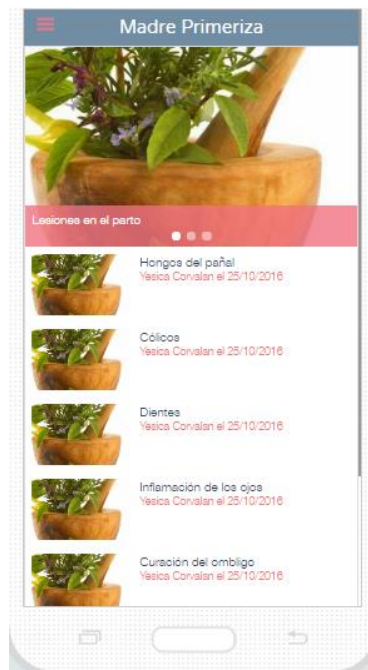 Madre Primeriza
Lesiones en el parto
Hongos del pañal
Yesica Corvalan el 25/10/2016
Cólicos
Yesica Corvalan el 25/10/2016
Dientes
Yesica Corvalan el 25/10/2016
Inflamación de los ojos
Yesica Corvalan el 25/10/2016
Curación del ombligo
Yesica Corvalan el 25/10/2016